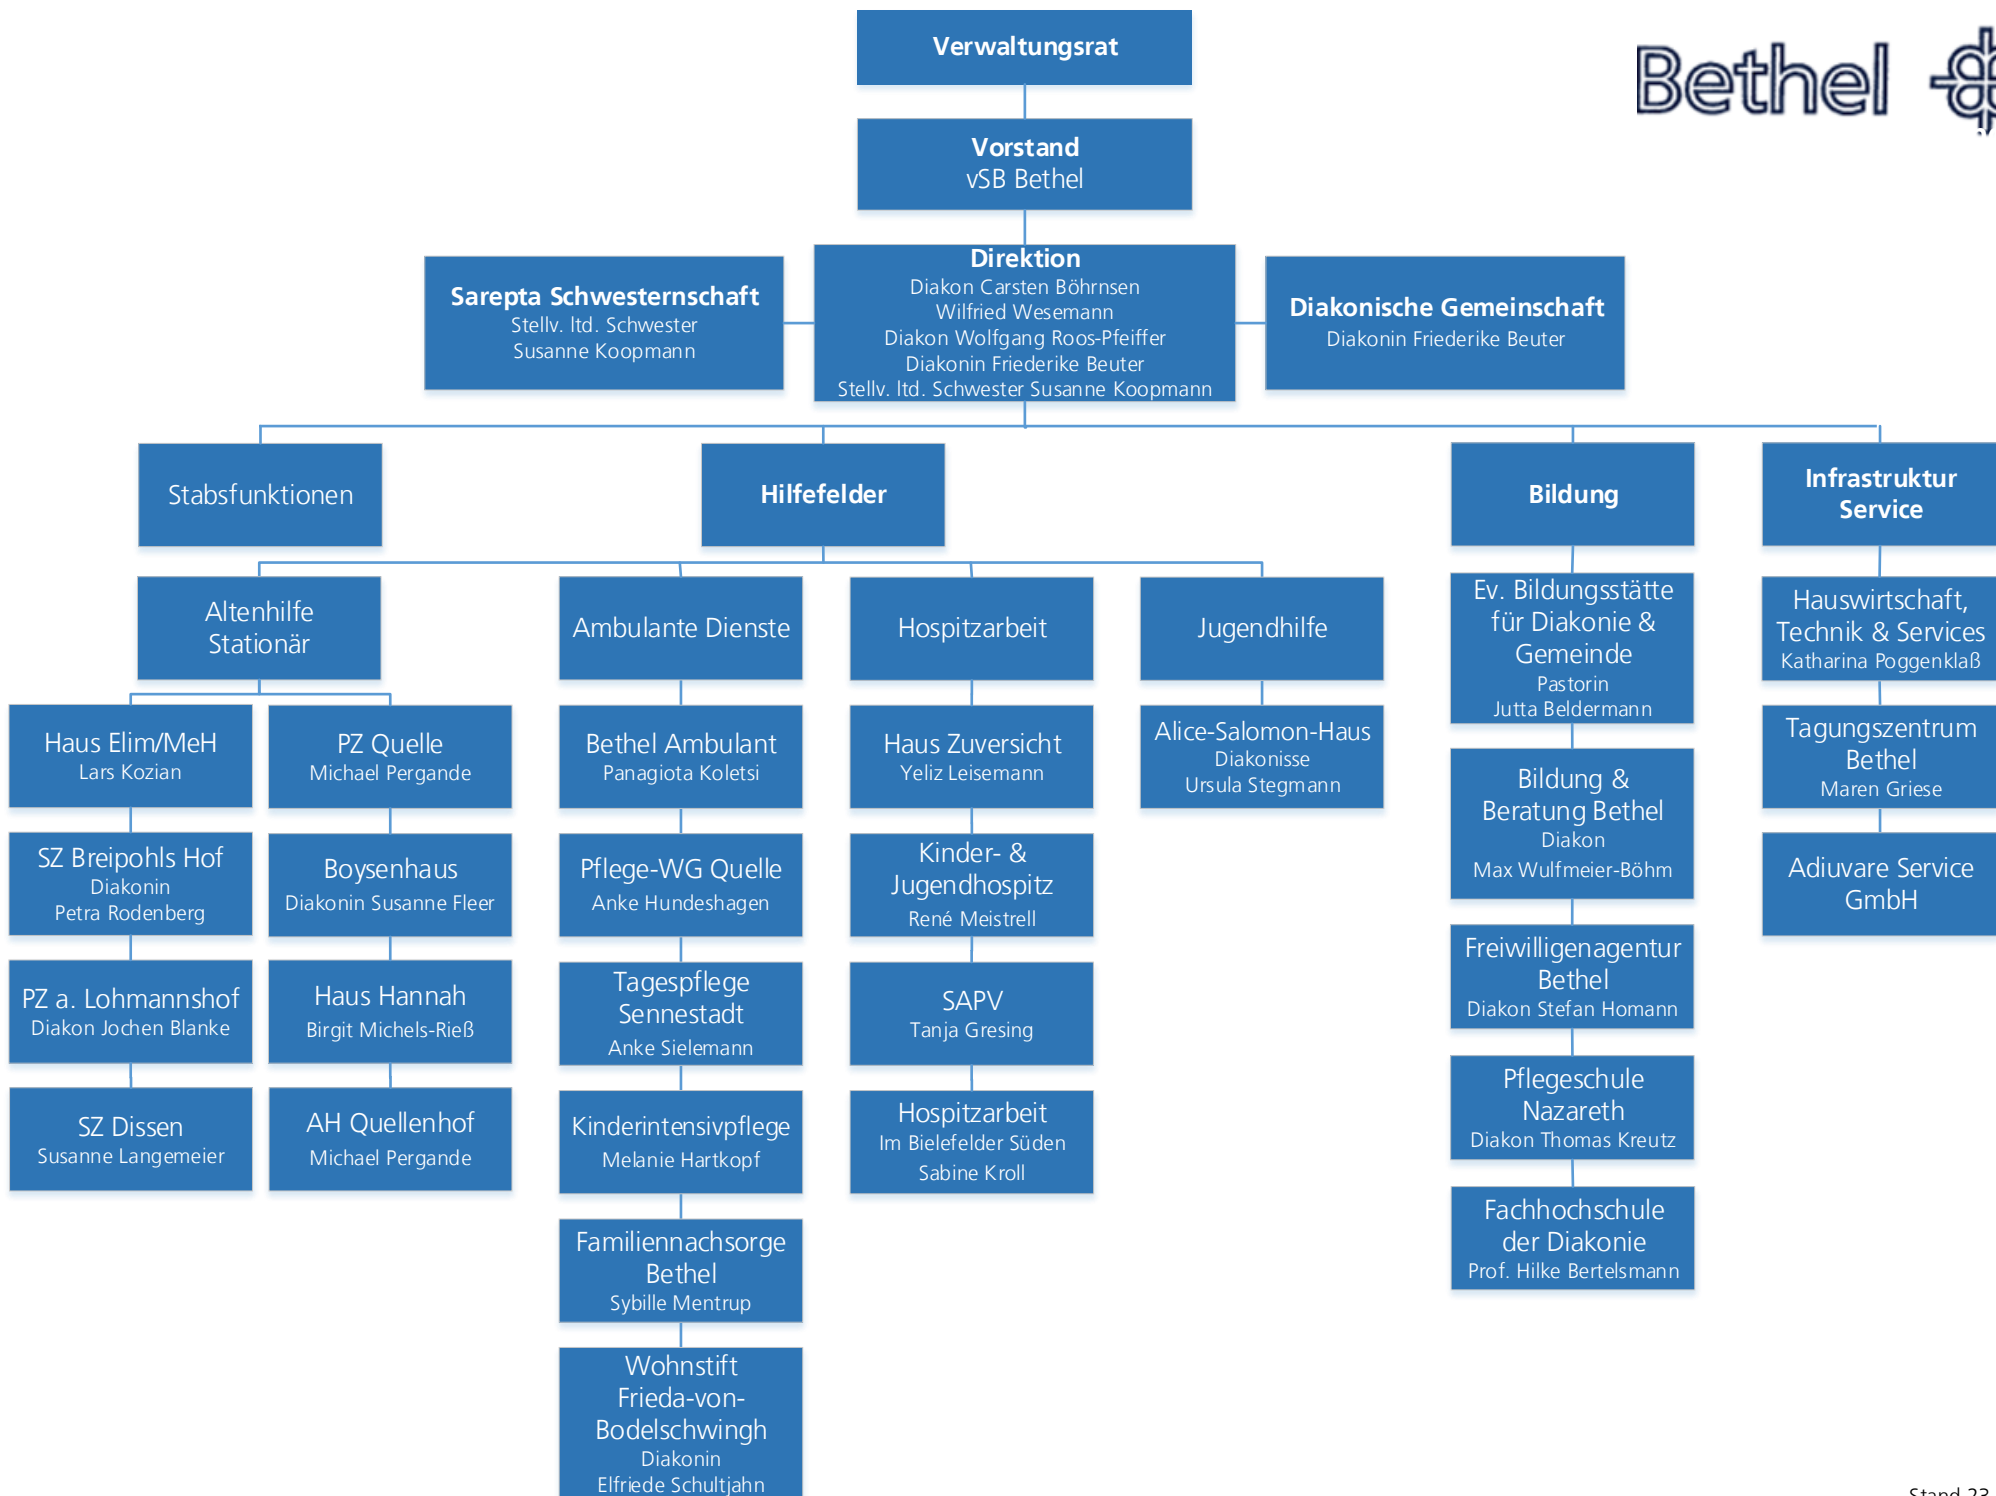 Verwaltungsrat
Bethel
Vorstand
vSB Bethel
Sarepta Schwesternschaft
Stellv. ltd. Schwester
Susanne Koopmann
Direktion
Diakon Carsten Böhrnsen
Wilfried Wesemann
Diakon Wolfgang Roos-Pfeiffer
Diakonin Friederike Beuter
Stellv. ltd. Schwester Susanne Koopmann
Diakonische Gemeinschaft
Diakonin Friederike Beuter
Stabsfunktionen
Hilfefelder
Bildung
Infrastruktur
Service
Altenhilfe
Stationär
Ambulante Dienste
Hospitzarbeit
Jugendhilfe
Haus Elim/MeH
Lars Kozian
SZ Breipohls Hof
Diakonin
Petra Rodenberg
PZ a. Lohmannshof
Diakon Jochen Blanke
SZ Dissen
Susanne Langemeier
PZ Quelle
Michael Pergande
Boysenhaus
Diakonin Susanne Fleer
Haus Hannah
Birgit Michels-Rieß
AH Quellenhof
Michael Pergande
Bethel Ambulant
Panagiota Koletsi
Pflege-WG Quelle
Anke Hundeshagen
Tagespflege
Sennestadt
Anke Sielemann
Kinderintensivpflege
Melanie Hartkopf
Familiennachsorge
Bethel
Sybille Mentrup
Wohnstift
Frieda-von-
Bodelschwingh
Diakonin
Elfriede Schultjahn
Haus Zuversicht
Yeliz Leisemann
Kinder- &
Jugendhospitz
René Meistrell
SAPV
Tanja Gresing
Hospitzarbeit
Im Bielefelder Süden
Sabine Kroll
Alice-Salomon-Haus
Diakonisse
Ursula Stegmann
Ev. Bildungsstätte
für Diakonie &
Gemeinde
Pastorin
Jutta Beldermann
Bildung &
Beratung Bethel
Diakon
Max Wulfmeier-Böhm
Freiwilligenagentur
Bethel
Diakon Stefan Homann
Pflegeschule
Nazareth
Diakon Thomas Kreutz
Fachhochschule
der Diakonie
Prof. Hilke Bertelsmann
Hauswirtschaft,
Technik & Services
Katharina Poggenklaß
Tagungszentrum
Bethel
Maren Griese
Adiuvare Service
GmbH
Stand 23